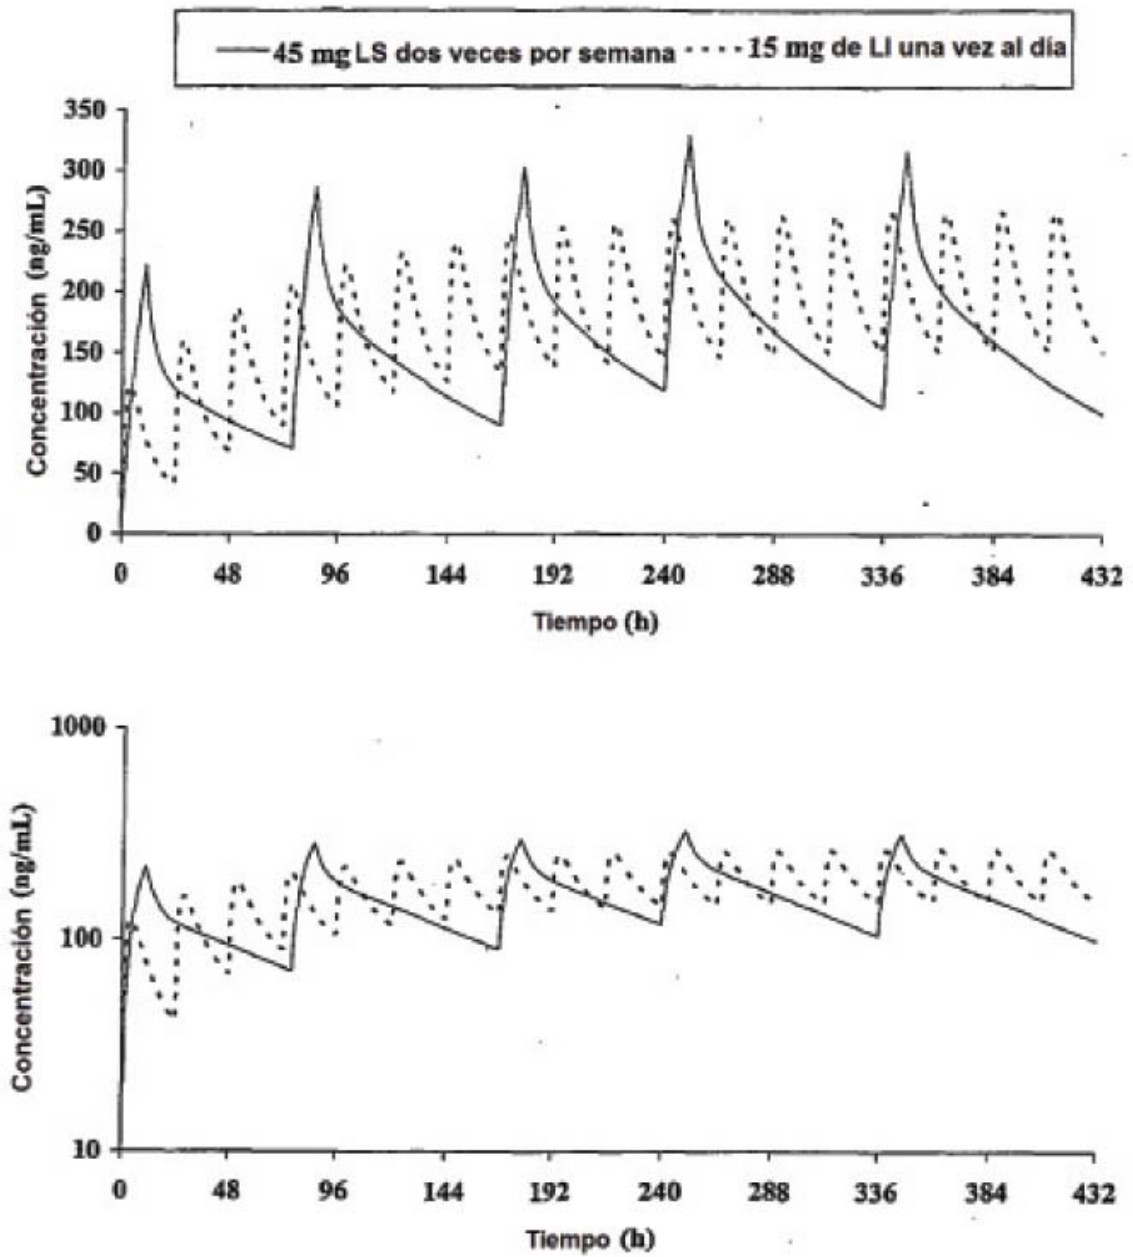 45 mg LS dos veces por semana 15 mg de LI una vez al día
350
300
250
200
150
100
50
0
Concentración (ng/mL)
0 48 96 144 192 240 288 336 384 432
Tiempo (h)
1000
100
10
Concentración (ng/mL)
0 48 96 144 192 240 288 336 384 432
Tiempo (h)